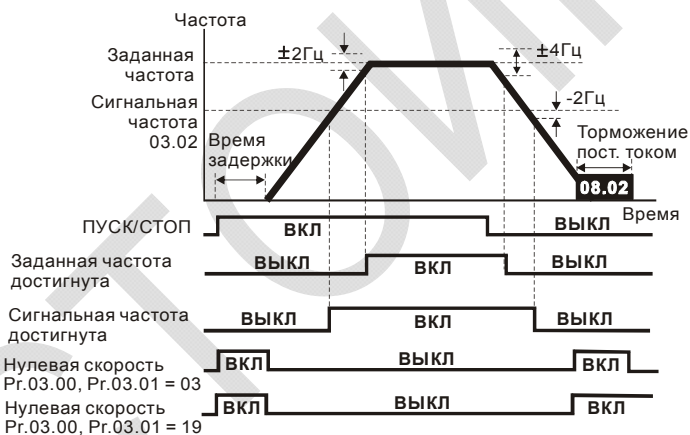 Частота
Заданная
частота
±2Гц
±4Гц
Сигнальная
частота
03.02
-2Гц
Время
задержки
Торможение
пост. током
08.02
Время
ПУСК/СТОП
ВКЛ
ВЫКЛ
Заданная частота
достигнута
ВЫКЛ
ВКЛ
ВЫКЛ
Сигнальная частота
достигнута
ВЫКЛ
ВКЛ
ВЫКЛ
Нулевая скорость
Pr.03.00, Pr.03.01 = 03
ВКЛ
ВЫКЛ
ВКЛ
Нулевая скорость
Pr.03.00, Pr.03.01 = 19
ВКЛ
ВЫКЛ
ВКЛ